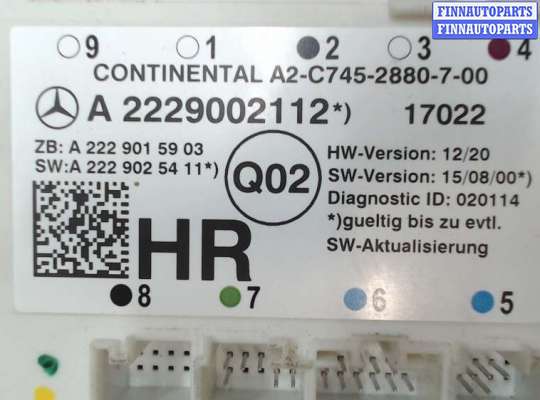 FINNAUTOPARTS
FINNAUTOPARTS
9 1 2 3 4
CONTINENTAL A2-C745-2880-7-00
A 2229002112*) 17022
ZB: A 222 901 59 03
SW:A 222 902 54 11*)
Q02
HW-Version: 12/20
SW-Version: 15/08/00*)
Diagnostic ID: 020114
*)gueltig bis zu evtl.
SW-Aktualisierung
HR
8 7 6 5